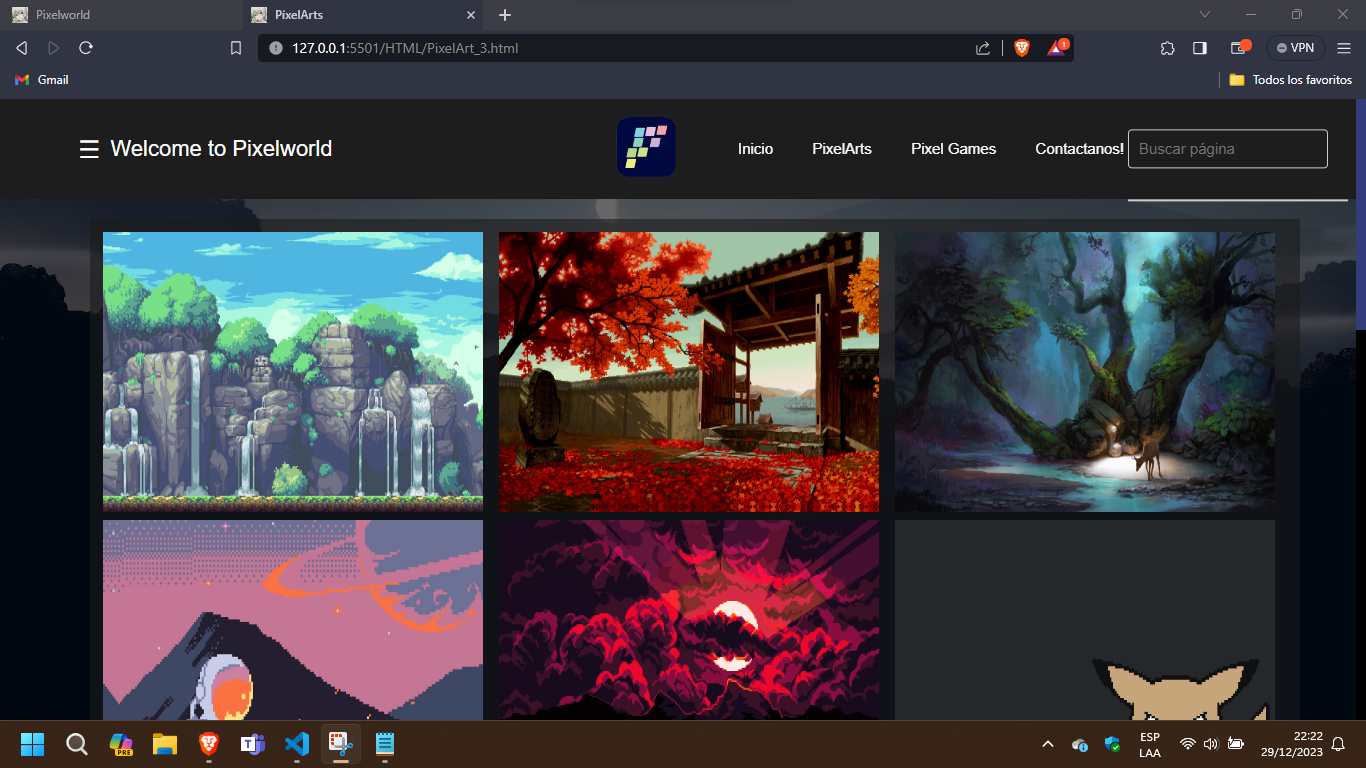 Pixelworld
PixelArts
127.0.0.1:5501/HTML/PixelArt_3.html
1
VPN
Gmail
Todos los favoritos
☰ Welcome to Pixelworld
Inicio
PixelArts
Pixel Games
Contactanos!
Buscar página
PRE
ESP
LAA
22:22
29/12/2023